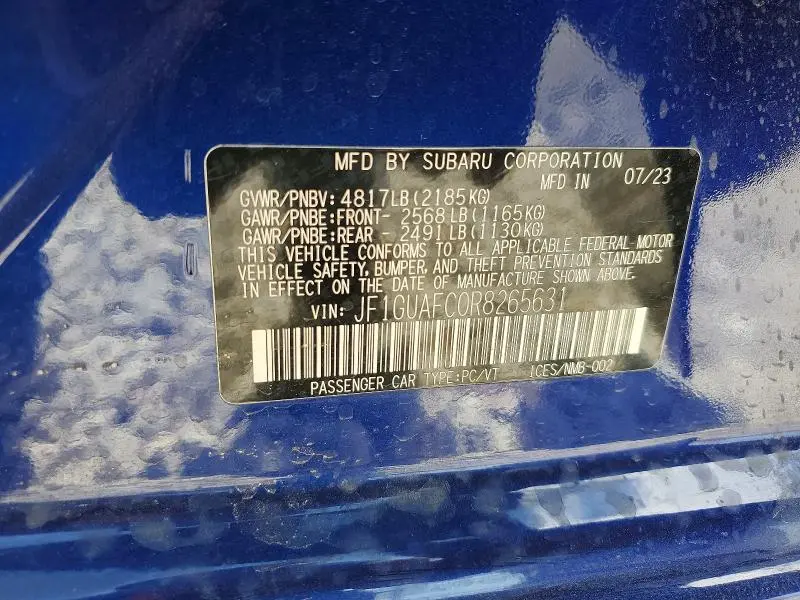 MFD BY SUBARU CORPORATION
MFD IN 07/23
GVWR/PNBV: 4817LB(2185KG)
GAWR/PNBE:FRONT- 2568LB(1165KG)
GAWR/PNBE:REAR - 2491LB(1130KG)
THIS VEHICLE CONFORMS TO ALL APPLICABLE FEDERAL-MOTOR
VEHICLE SAFETY, BUMPER, AND THEFT PREVENTION STANDARDS
IN EFFECT ON THE DATE OF MANUFACTURE SHOWN ABOVE.
VIN: JF1GUAFC0R8265631
PASSENGER CAR TYPE:PC/VT 1CES/NMB-002